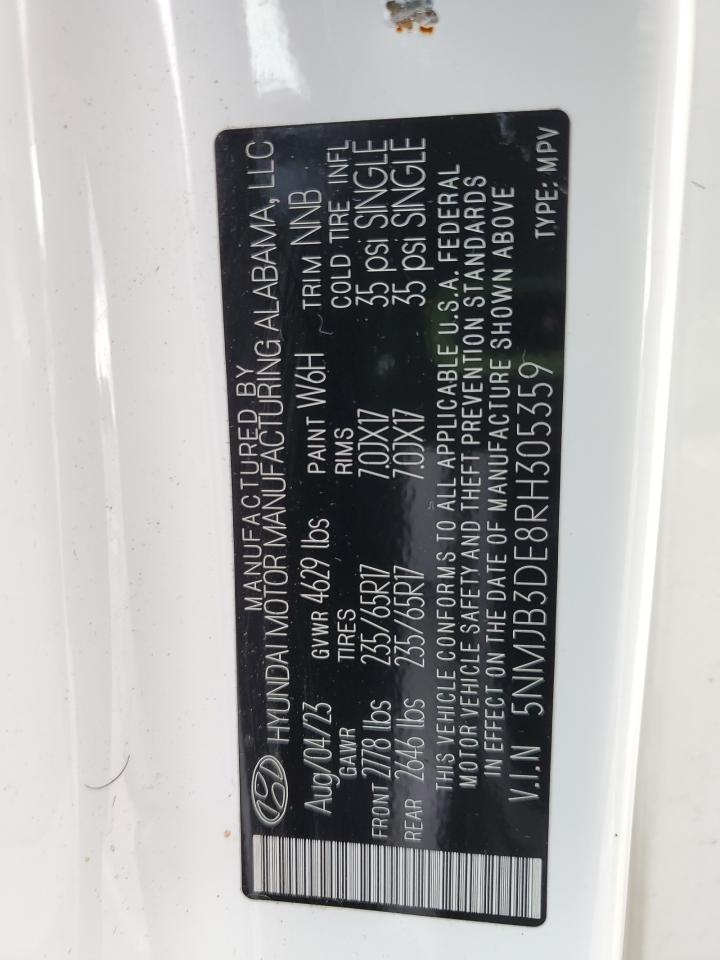 MANUFACTURED BY
HYUNDAI MOTOR MANUFACTURING ALABAMA, LLC
Aug/04/23 GVWR 4629 lbs PAINT W6H TRIM NNB
GAWR TIRES RIMS COLD TIRE INFL
FRONT 2778 lbs 235/65R17 7.0JX17 35 psi SINGLE
REAR 2646 lbs 235/65R17 7.0JX17 35 psi SINGLE
THIS VEHICLE CONFORMS TO ALL APPLICABLE U.S.A. FEDERAL
MOTOR VEHICLE SAFETY AND THEFT PREVENTION STANDARDS
IN EFFECT ON THE DATE OF MANUFACTURE SHOWN ABOVE
V.I.N 5NMJB3DE8RH305359 TYPE: MPV